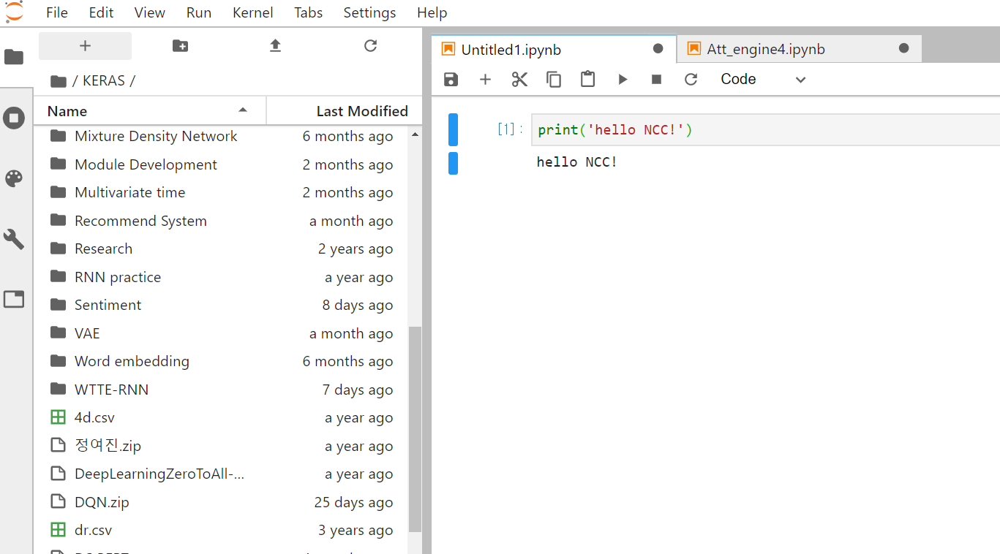 File Edit View Run Kernel Tabs Settings Help
/ KERAS /
Name Last Modified
Mixture Density Network 6 months ago
Module Development 2 months ago
Multivariate time 2 months ago
Recommend System a month ago
Research 2 years ago
RNN practice a year ago
Sentiment 8 days ago
VAE a month ago
Word embedding 6 months ago
WTTE-RNN 7 days ago
4d.csv a year ago
정여진.zip a year ago
DeepLearningZeroToAll-... a year ago
DQN.zip 25 days ago
dr.csv 3 years ago
Untitled1.ipynb Att_engine4.ipynb
Code
[1]: print('hello NCC!')
hello NCC!